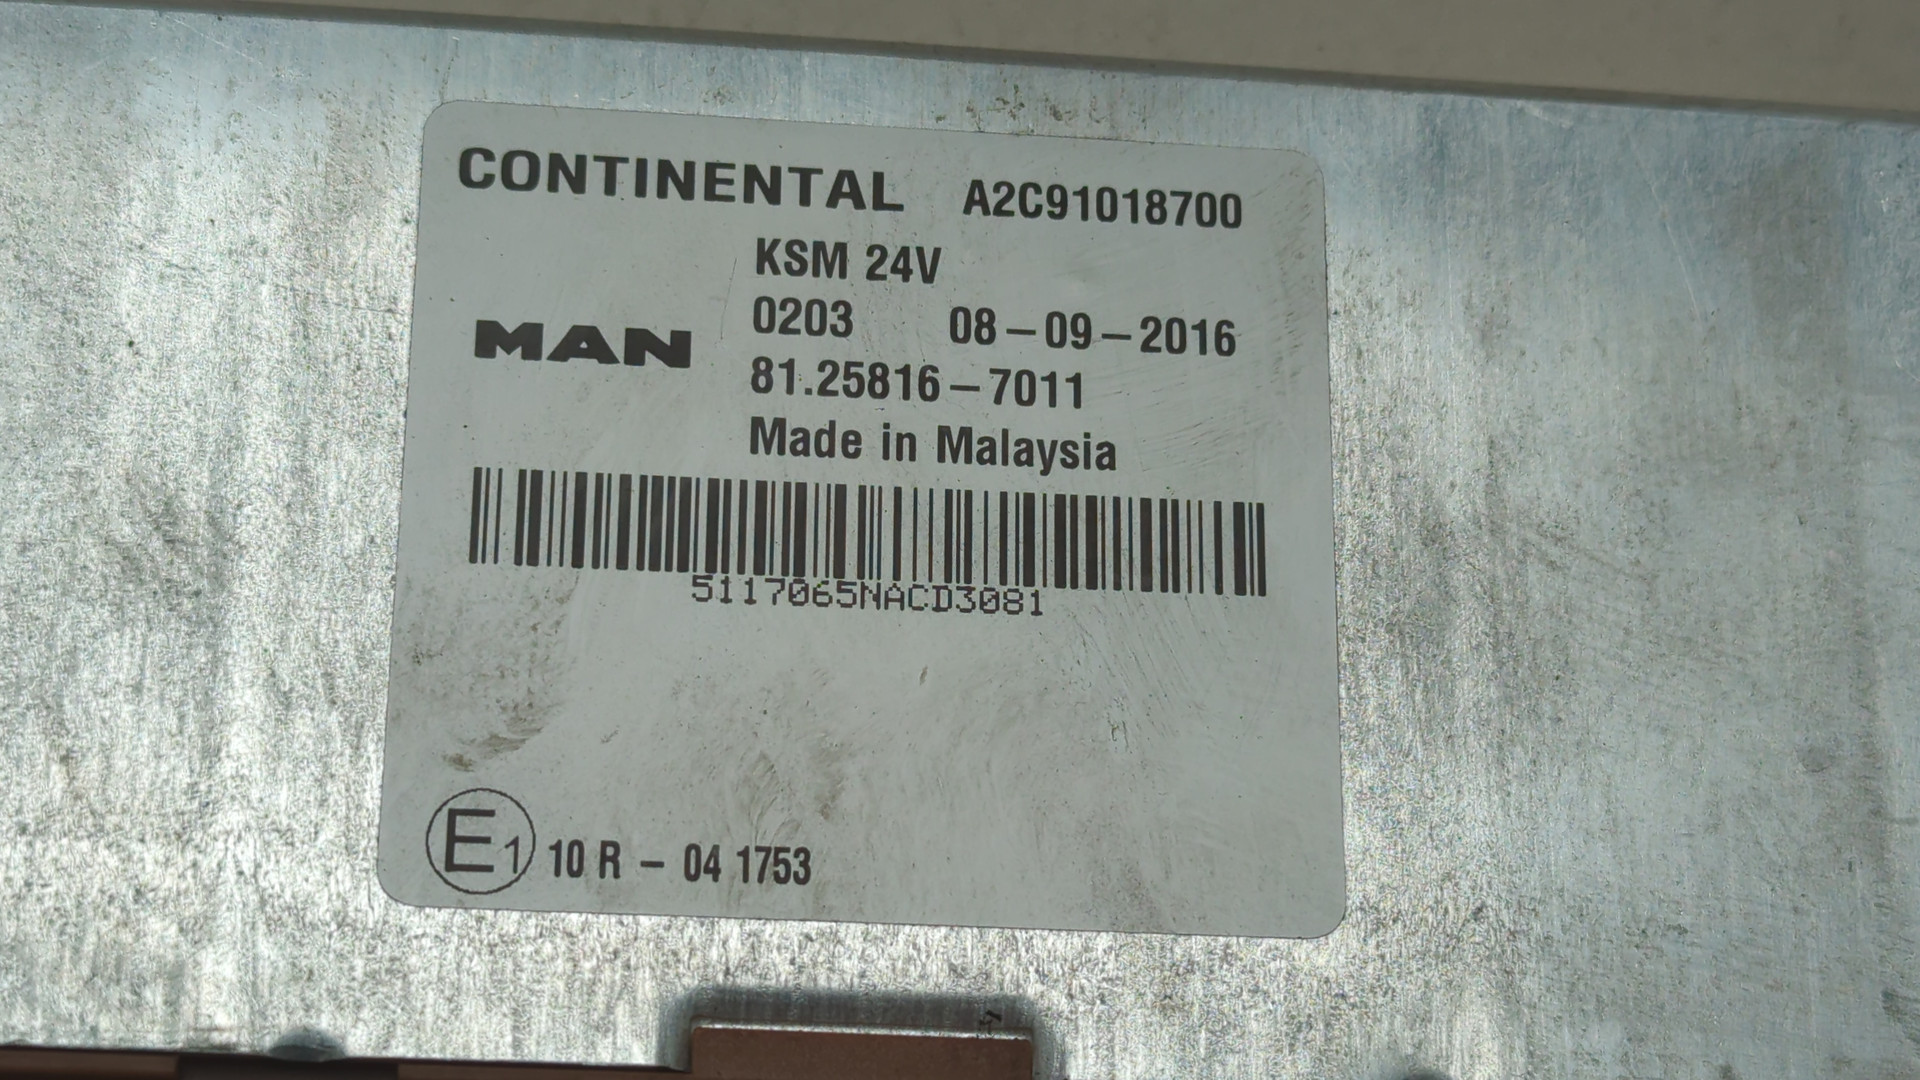 CONTINENTAL A2C91018700
KSM 24V
0203 08-09-2016
MAN
81.25816-7011
Made in Malaysia
5117065NACD3081
E1 10 R - 04 1753